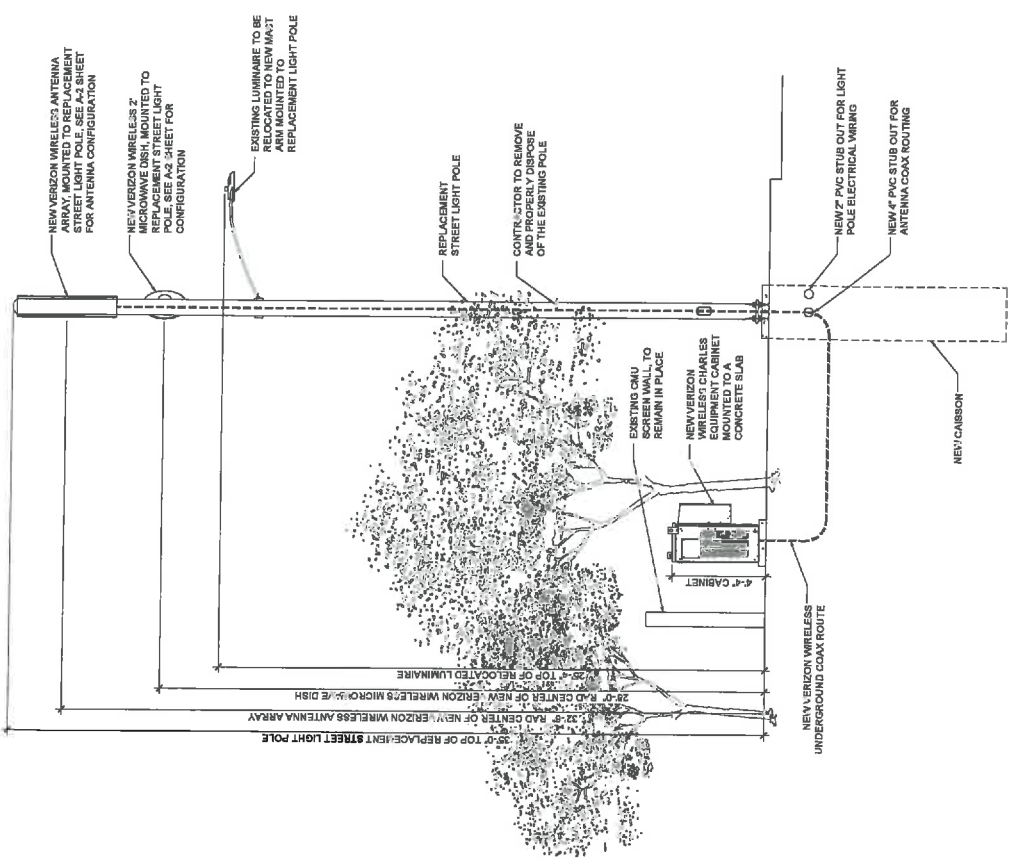 NEW VERIZON WIRELESS ANTENNA
ARRAY, MOUNTED TO REPLACEMENT
STREET LIGHT POLE, SEE A-2 SHEET
FOR ANTENNA CONFIGURATION
NEW VERIZON WIRELESS 2'
MICROWAVE DISH, MOUNTED TO
REPLACEMENT STREET LIGHT
POLE, SEE A-2 SHEET FOR
CONFIGURATION
EXISTING LUMINAIRE TO BE
RELOCATED TO NEW MAST
ARM MOUNTED TO
REPLACEMENT LIGHT POLE
REPLACEMENT
STREET LIGHT POLE
CONTRACTOR TO REMOVE
AND PROPERLY DISPOSE
OF THE EXISTING POLE
EXISTING CMU
SCREEN WALL, TO
REMAIN IN PLACE
NEW VERIZON
WIRELESS CHARLES
EQUIPMENT CABINET
MOUNTED TO A
CONCRETE SLAB
NEW 2" PVC STUB OUT FOR LIGHT
POLE ELECTRICAL WIRING
NEW 4" PVC STUB OUT FOR
ANTENNA COAX ROUTING
NEW CAISSON
NEW VERIZON WIRELESS
UNDERGROUND COAX ROUTE
4'-4" CABINET
TOP OF RELOCATED LUMINAIRE
28'-0" RAD CENTER OF NEW VERIZON WIRELESS MICROWAVE DISH
32'-6" RAD CENTER OF NEW VERIZON WIRELESS ANTENNA ARRAY
35'-0" TOP OF REPLACEMENT STREET LIGHT POLE